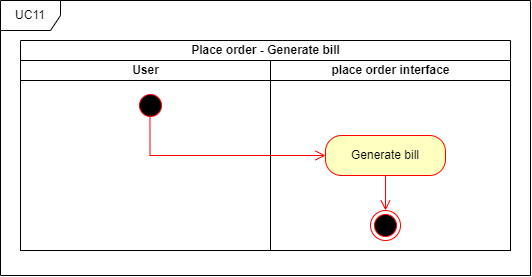 UC11
Place order - Generate bill
User
place order interface
Generate bill